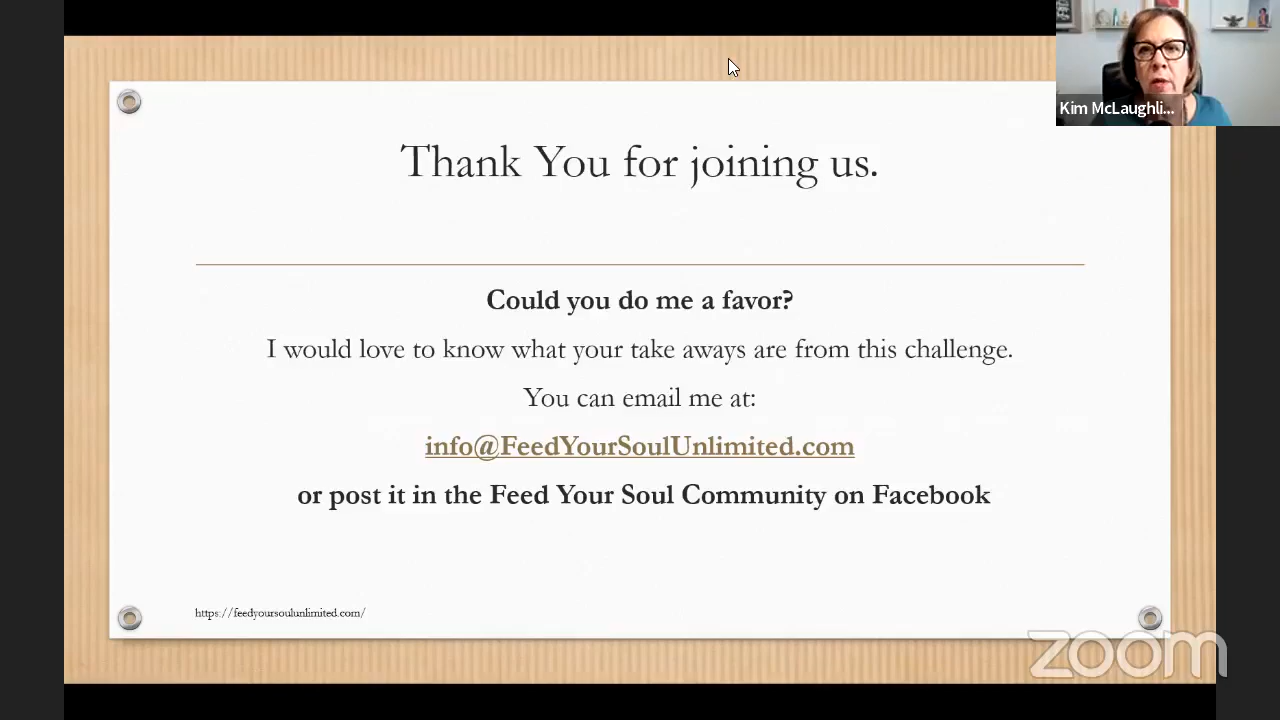 Kim McLaughli...
Thank You for joining us.
Could you do me a favor?
I would love to know what your take aways are from this challenge.
You can email me at:
info@FeedYourSoulUnlimited.com
or post it in the Feed Your Soul Community on Facebook
https://feedyoursoulunlimited.com/
zoom